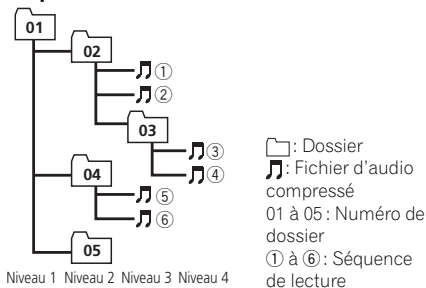 01
02
①
②
03
③
④
04
⑤
⑥
05
Niveau 1 Niveau 2 Niveau 3 Niveau 4
: Dossier
: Fichier d'audio
compressé
01 à 05 : Numéro de
dossier
① à ⑥ : Séquence
de lecture